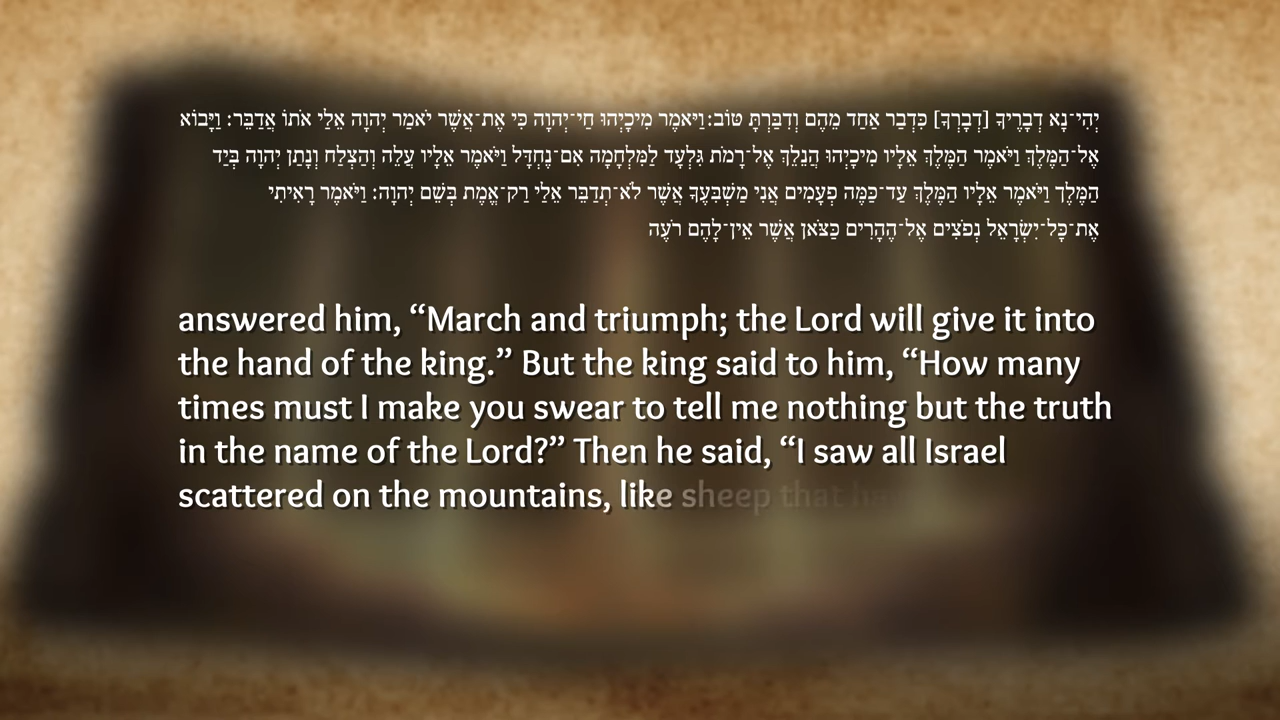 יְהִי־נָא דְבָרֶיךָ [דְבָרְךָ] כִּדְבַר אַחַד מֵהֶם וְדִבַּרְתָּ טּוֹב: וַיֹּאמֶר מִיכָיְהוּ חַי־יְהוָה כִּי אֶת־אֲשֶׁר יֹאמַר יְהוָה אֵלַי אֹתוֹ אֲדַבֵּר: וַיָּבוֹא
אֶל־הַמֶּלֶךְ וַיֹּאמֶר הַמֶּלֶךְ אֵלָיו מִיכָיְהוּ הֲנֵלֵךְ אֶל־רָמֹת גִּלְעָד לַמִּלְחָמָה אִם־נֶחְדָּל וַיֹּאמֶר אֵלָיו עֲלֵה וְהַצְלַח וְנָתַן יְהוָה בְּיַד
הַמֶּלֶךְ וַיֹּאמֶר אֵלָיו הַמֶּלֶךְ עַד־כַּמֶּה פְעָמִים אֲנִי מַשְׁבִּעֶךָ אֲשֶׁר לֹא־תְדַבֵּר אֵלַי רַק־אֱמֶת בְּשֵׁם יְהוָה: וַיֹּאמֶר רָאִיתִי
אֶת־כָּל־יִשְׂרָאֵל נְפֹצִים אֶל־הֶהָרִים כַּצֹּאן אֲשֶׁר אֵין־לָהֶם רֹעֶה
answered him, “March and triumph; the Lord will give it into
the hand of the king.” But the king said to him, “How many
times must I make you swear to tell me nothing but the truth
in the name of the Lord?” Then he said, “I saw all Israel
scattered on the mountains, like sheep that